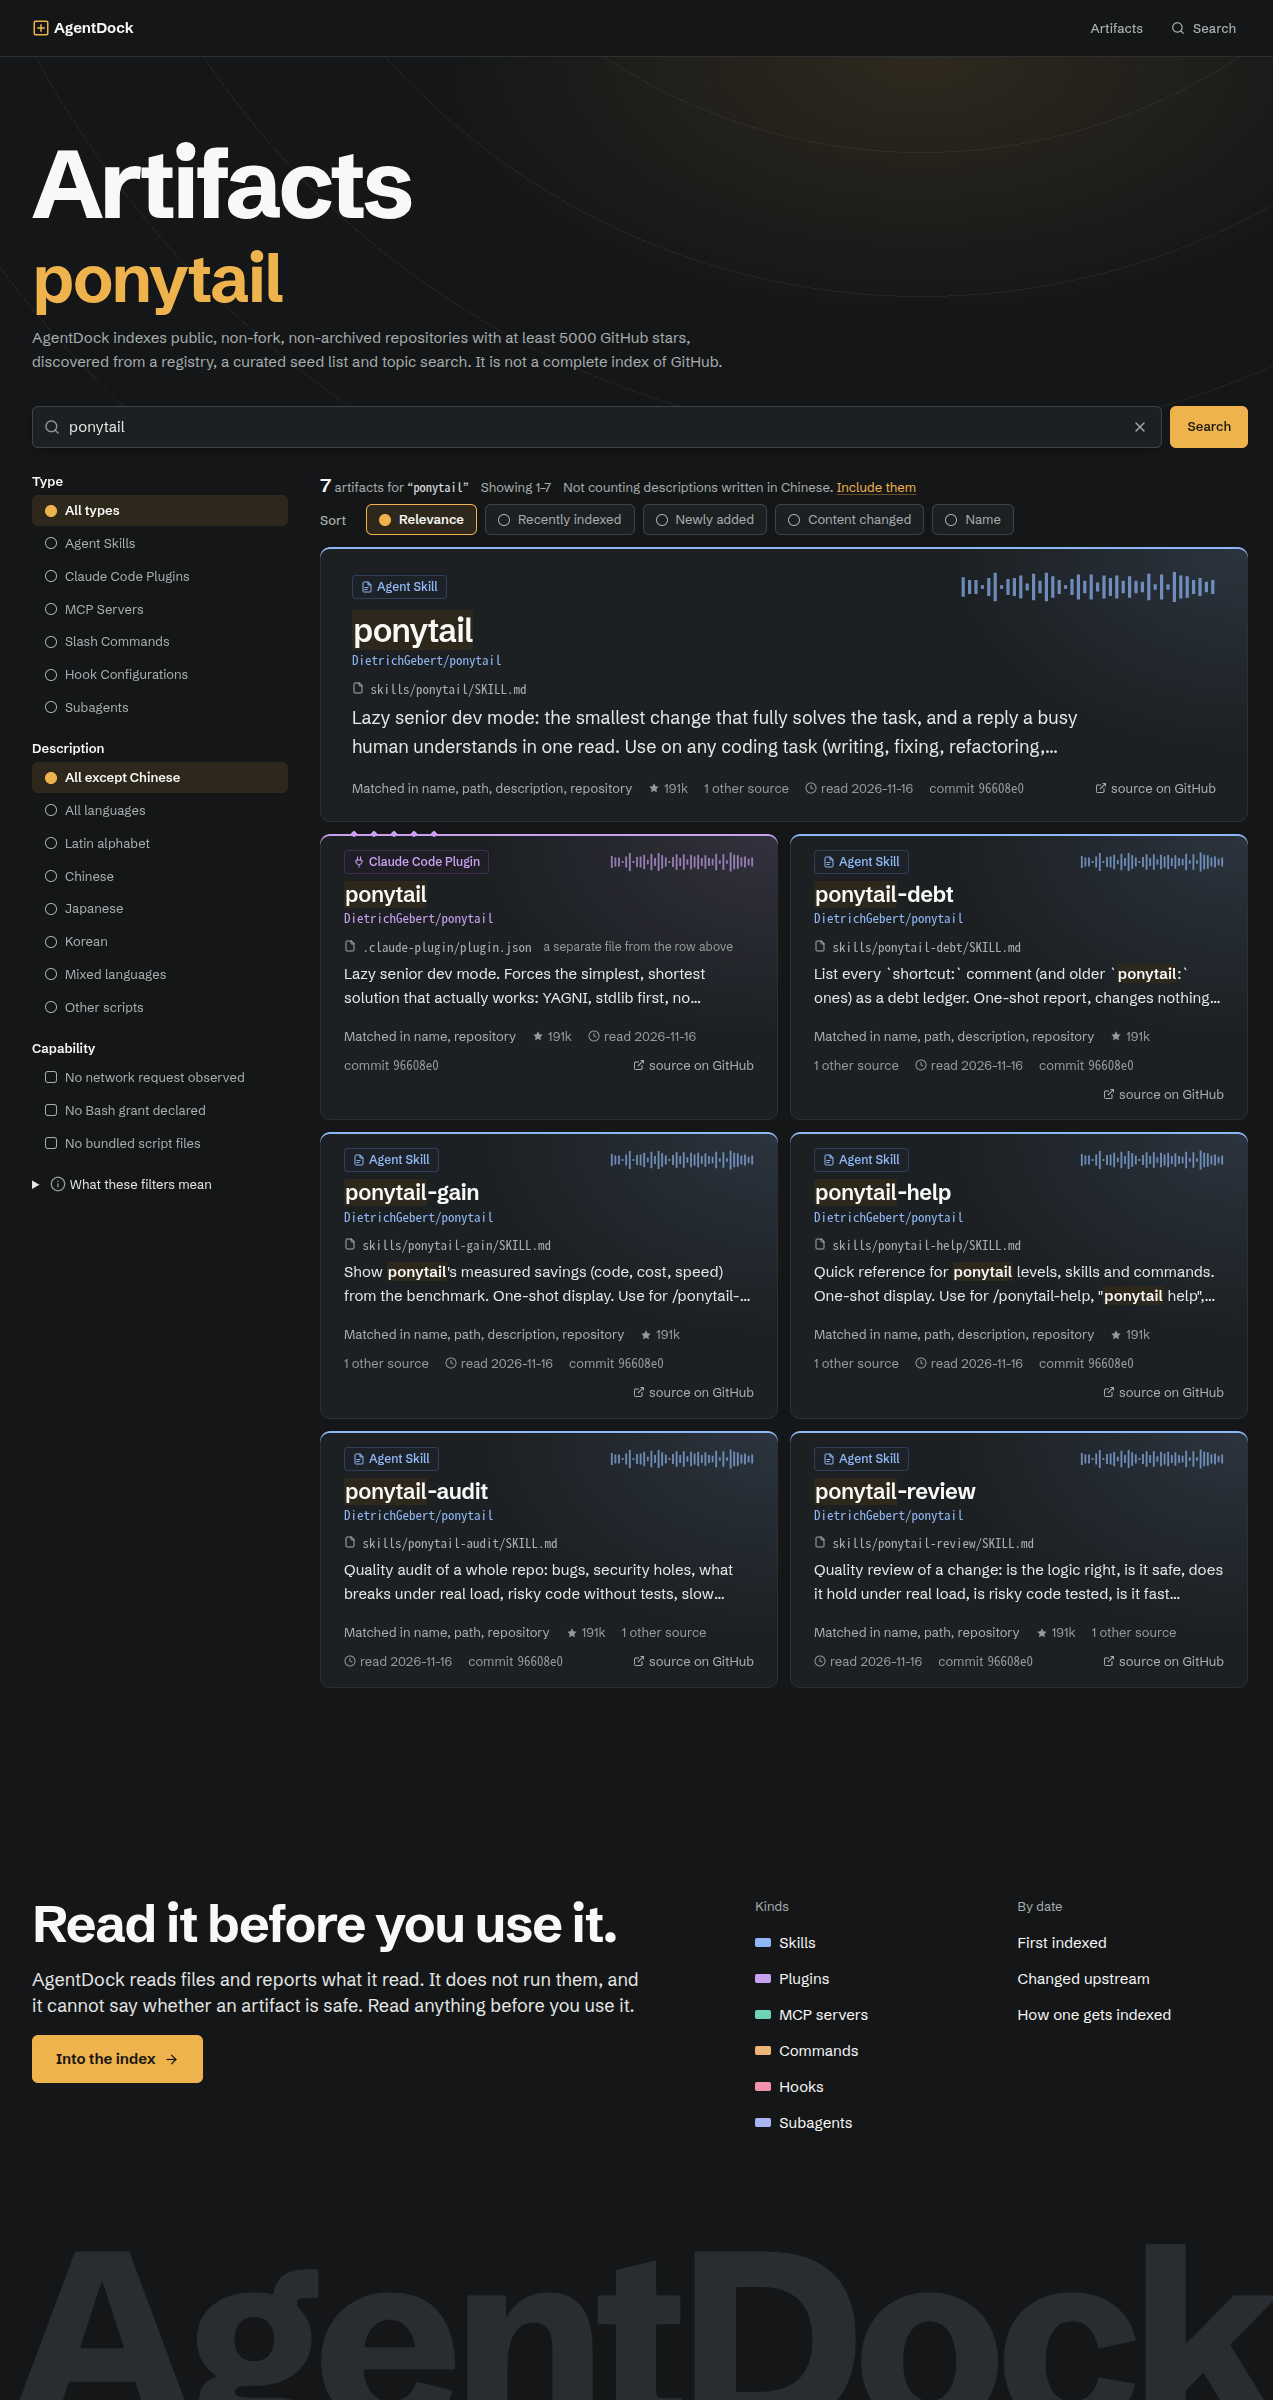 AgentDock
Artifacts
Search
Artifacts
ponytail
AgentDock indexes public, non-fork, non-archived repositories with at least 5000 GitHub stars,
discovered from a registry, a curated seed list and topic search. It is not a complete index of GitHub.
ponytail
Search
Type
All types
Agent Skills
Claude Code Plugins
MCP Servers
Slash Commands
Hook Configurations
Subagents
Description
All except Chinese
All languages
Latin alphabet
Chinese
Japanese
Korean
Mixed languages
Other scripts
Capability
No network request observed
No Bash grant declared
No bundled script files
What these filters mean
7 artifacts for “ponytail” Showing 1–7 Not counting descriptions written in Chinese. Include them
Sort Relevance Recently indexed Newly added Content changed Name
Agent Skill
ponytail
DietrichGebert/ponytail
skills/ponytail/SKILL.md
Lazy senior dev mode: the smallest change that fully solves the task, and a reply a busy
human understands in one read. Use on any coding task (writing, fixing, refactoring,...
Matched in name, path, description, repository 191k 1 other source read 2026-11-16 commit 96608e0 source on GitHub
Claude Code Plugin
ponytail
DietrichGebert/ponytail
.claude-plugin/plugin.json a separate file from the row above
Lazy senior dev mode. Forces the simplest, shortest
solution that actually works: YAGNI, stdlib first, no...
Matched in name, repository 191k read 2026-11-16
commit 96608e0 source on GitHub
Agent Skill
ponytail-debt
DietrichGebert/ponytail
skills/ponytail-debt/SKILL.md
List every `shortcut:` comment (and older `ponytail:`
ones) as a debt ledger. One-shot report, changes nothing...
Matched in name, path, description, repository 191k
1 other source read 2026-11-16 commit 96608e0
source on GitHub
Agent Skill
ponytail-gain
DietrichGebert/ponytail
skills/ponytail-gain/SKILL.md
Show ponytail's measured savings (code, cost, speed)
from the benchmark. One-shot display. Use for /ponytail-...
Matched in name, path, description, repository 191k
1 other source read 2026-11-16 commit 96608e0
source on GitHub
Agent Skill
ponytail-help
DietrichGebert/ponytail
skills/ponytail-help/SKILL.md
Quick reference for ponytail levels, skills and commands.
One-shot display. Use for /ponytail-help, "ponytail help",...
Matched in name, path, description, repository 191k
1 other source read 2026-11-16 commit 96608e0
source on GitHub
Agent Skill
ponytail-audit
DietrichGebert/ponytail
skills/ponytail-audit/SKILL.md
Quality audit of a whole repo: bugs, security holes, what
breaks under real load, risky code without tests, slow...
Matched in name, path, repository 191k 1 other source
read 2026-11-16 commit 96608e0 source on GitHub
Agent Skill
ponytail-review
DietrichGebert/ponytail
skills/ponytail-review/SKILL.md
Quality review of a change: is the logic right, is it safe, does
it hold under real load, is risky code tested, is it fast...
Matched in name, path, repository 191k 1 other source
read 2026-11-16 commit 96608e0 source on GitHub
Read it before you use it.
AgentDock reads files and reports what it read. It does not run them, and
it cannot say whether an artifact is safe. Read anything before you use it.
Into the index
Kinds
Skills
Plugins
MCP servers
Commands
Hooks
Subagents
By date
First indexed
Changed upstream
How one gets indexed
AgentDock